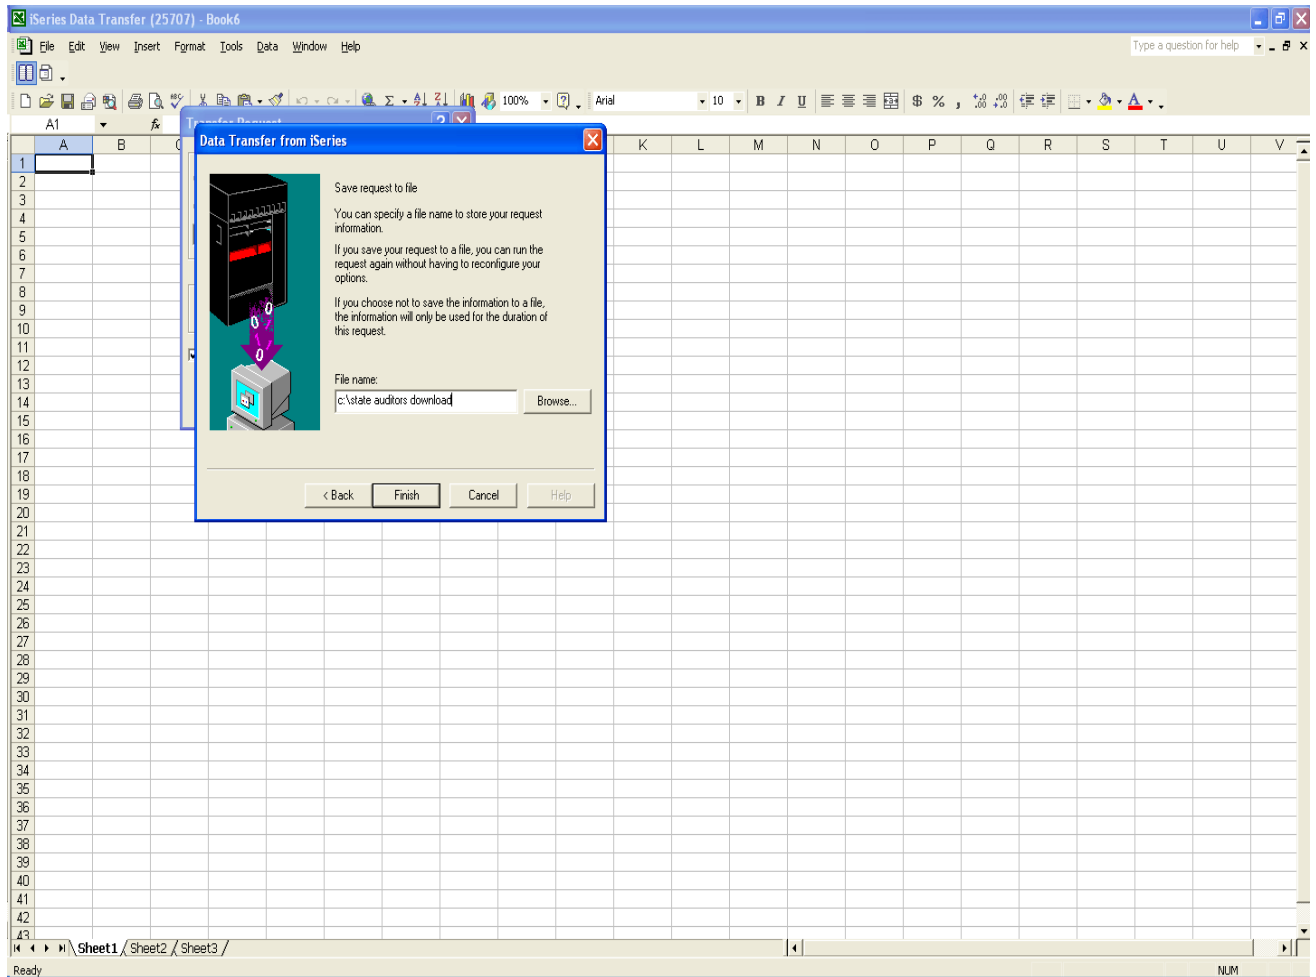 iSeries Data Transfer (25707) - Book6
File Edit View Insert Format Tools Data Window Help
Type a question for help
100%
Arial
10
B I U
$ % ,
A1
fx
Transfer Request
Data Transfer from iSeries
A B C K L M N O P Q R S T U V
Save request to file
You can specify a file name to store your request
information.
If you save your request to a file, you can run the
request again without having to reconfigure your
options.
If you choose not to save the information to a file,
the information will only be used for the duration of
this request.
File name:
c:\state auditors download
Browse...
< Back
Finish
Cancel
Help
1
2
3
4
5
6
7
8
9
10
11
12
13
14
15
16
17
18
19
20
21
22
23
24
25
26
27
28
29
30
31
32
33
34
35
36
37
38
39
40
41
42
43
Sheet1 / Sheet2 / Sheet3 /
Ready
NUM